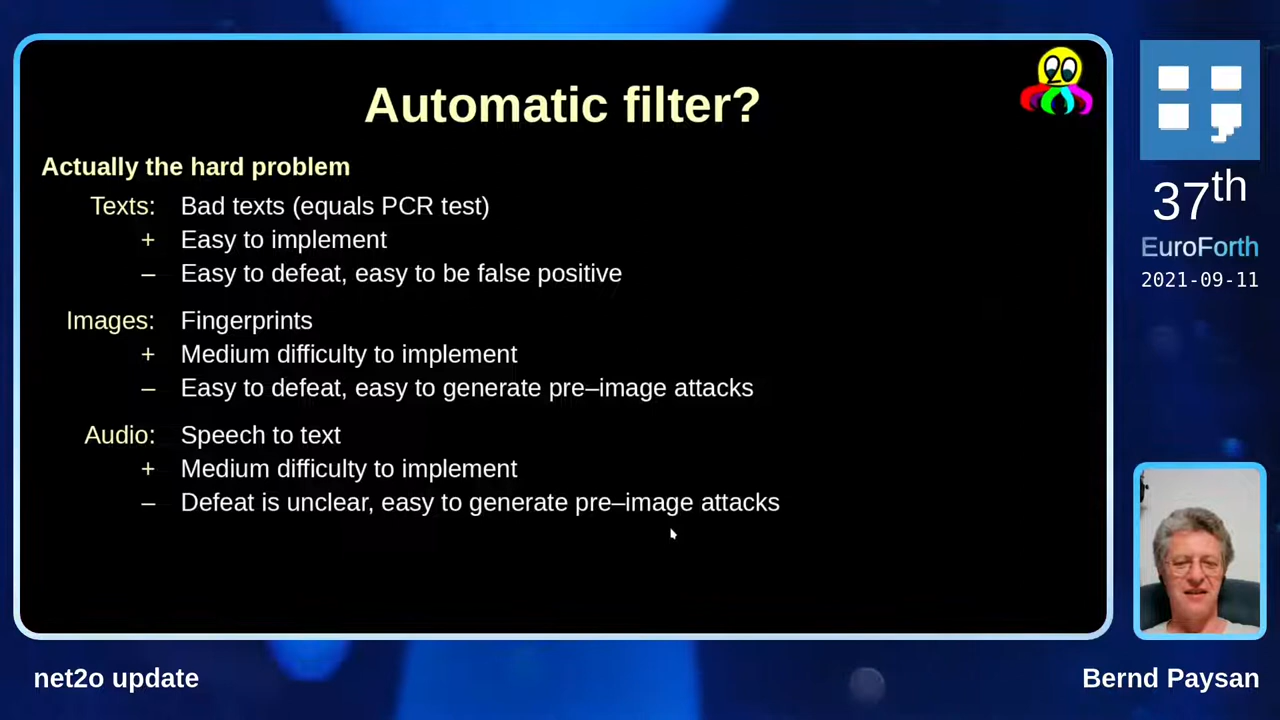 Automatic filter?
Actually the hard problem
Texts: Bad texts (equals PCR test)
+ Easy to implement
– Easy to defeat, easy to be false positive
Images: Fingerprints
+ Medium difficulty to implement
– Easy to defeat, easy to generate pre–image attacks
Audio: Speech to text
+ Medium difficulty to implement
– Defeat is unclear, easy to generate pre–image attacks
37th
EuroForth
2021-09-11
net2o update
Bernd Paysan